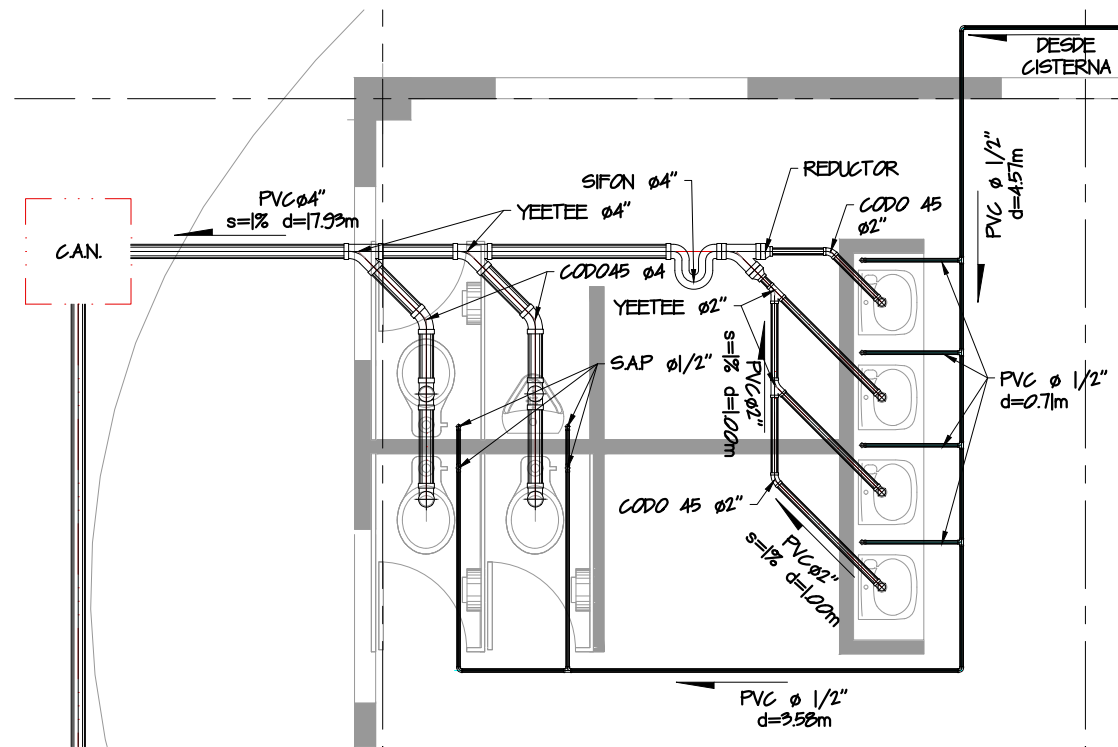 DESDE
CISTERNA
PVC ø 1/2"
d=4.57m
SIFON ø4"
REDUCTOR
PVCø4"
s=1% d=17.93m
YEETEE ø4"
CODO 45
ø2"
C.A.N.
CODO45 ø4
YEETEE ø2"
S.A.P ø1/2"
PVCø2"
s=1% d=1.00m
PVC ø 1/2"
d=0.71m
CODO 45 ø2"
PVCø2"
s=1% d=1.00m
PVC ø 1/2"
d=3.58m